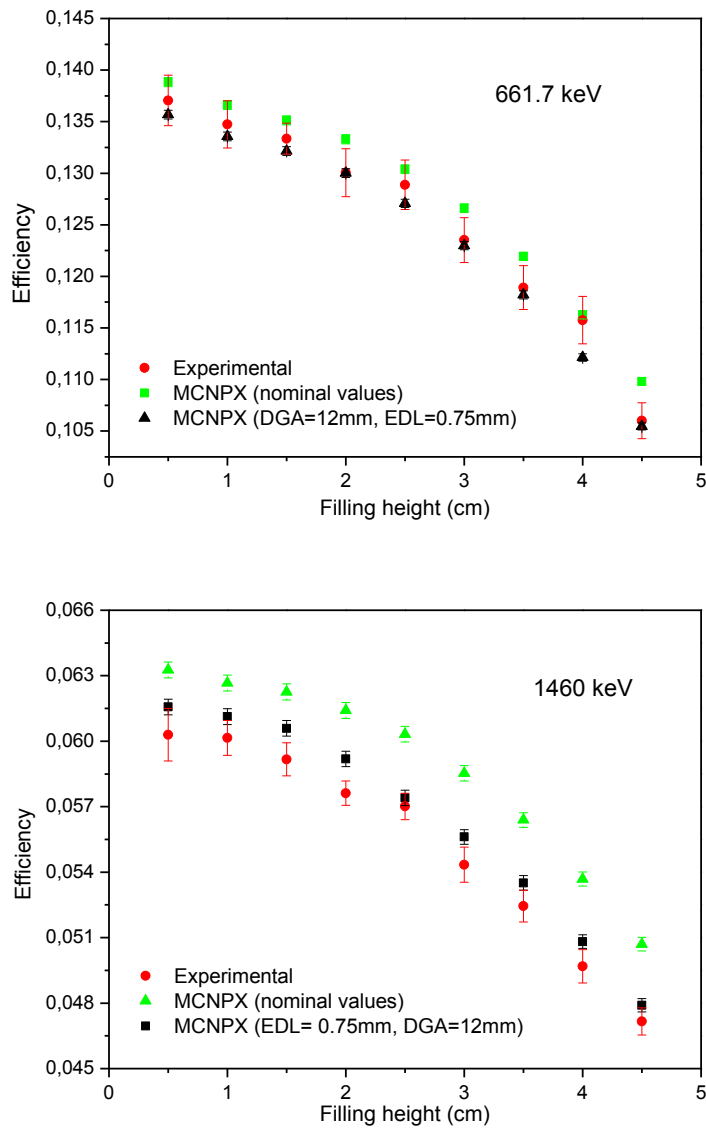 0,145
0,140
0,135
0,130
0,125
0,120
0,115
0,110
0,105
Efficiency
661.7 keV
Experimental
MCNPX (nominal values)
MCNPX (DGA=12mm, EDL=0.75mm)
0 1 2 3 4 5
Filling height (cm)
0,066
0,063
0,060
0,057
0,054
0,051
0,048
0,045
Efficiency
1460 keV
Experimental
MCNPX (nominal values)
MCNPX (EDL= 0.75mm, DGA=12mm)
0 1 2 3 4 5
Filling height (cm)